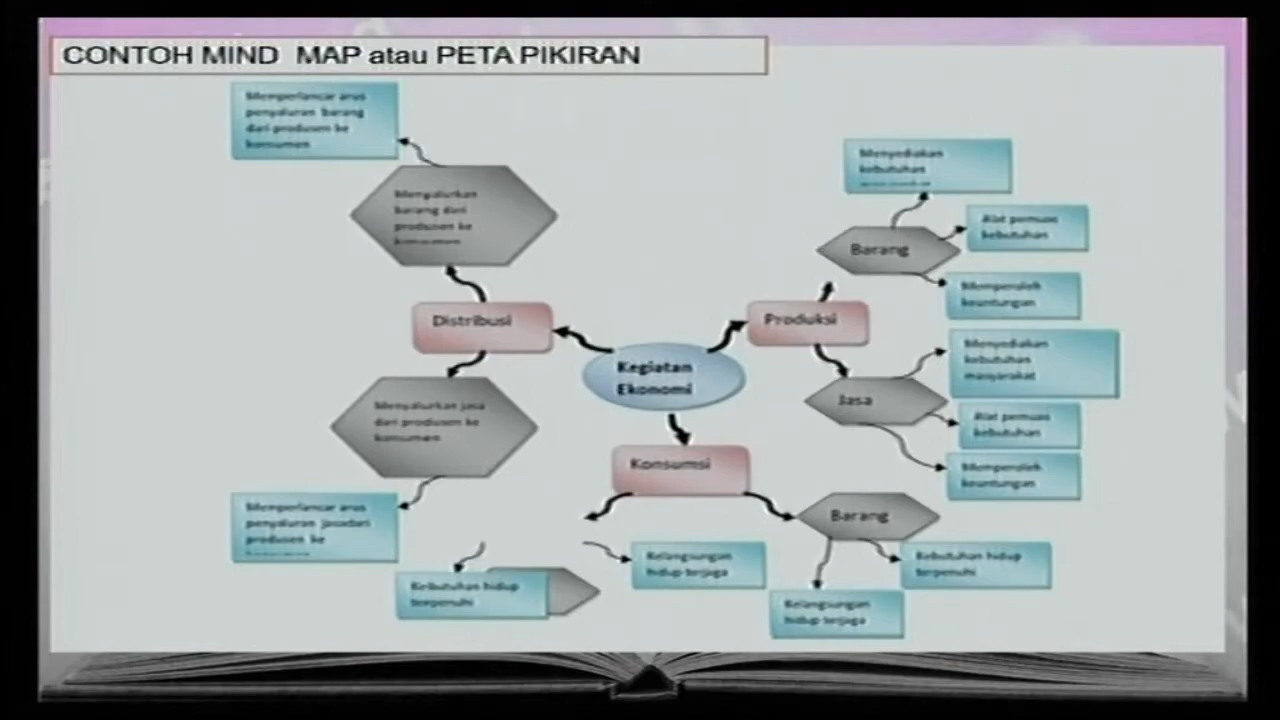 CONTOH MIND MAP atau PETA PIKIRAN
Memperlancar arus
penyaluran barang
dari produsen ke
konsumen
Menyalurkan
barang dari
produsen ke
konsumen
Distribusi
Menyalurkan jasa
dari produsen ke
konsumen
Memperlancar arus
penyaluran jasadari
produsen ke
Kegiatan
Ekonomi
Produksi
Barang
Menyediakan
kebutuhan
Alat pemuas
kebutuhan
Memperoleh
keuntungan
Jasa
Menyediakan
kebutuhan
masyarakat
Alat pemuas
kebutuhan
Memperoleh
keuntungan
Konsumsi
Kebutuhan hidup
terpenuhi
Kelangsungan
hidup terjaga
Barang
Kelangsungan
hidup terjaga
Kebutuhan hidup
terpenuhi